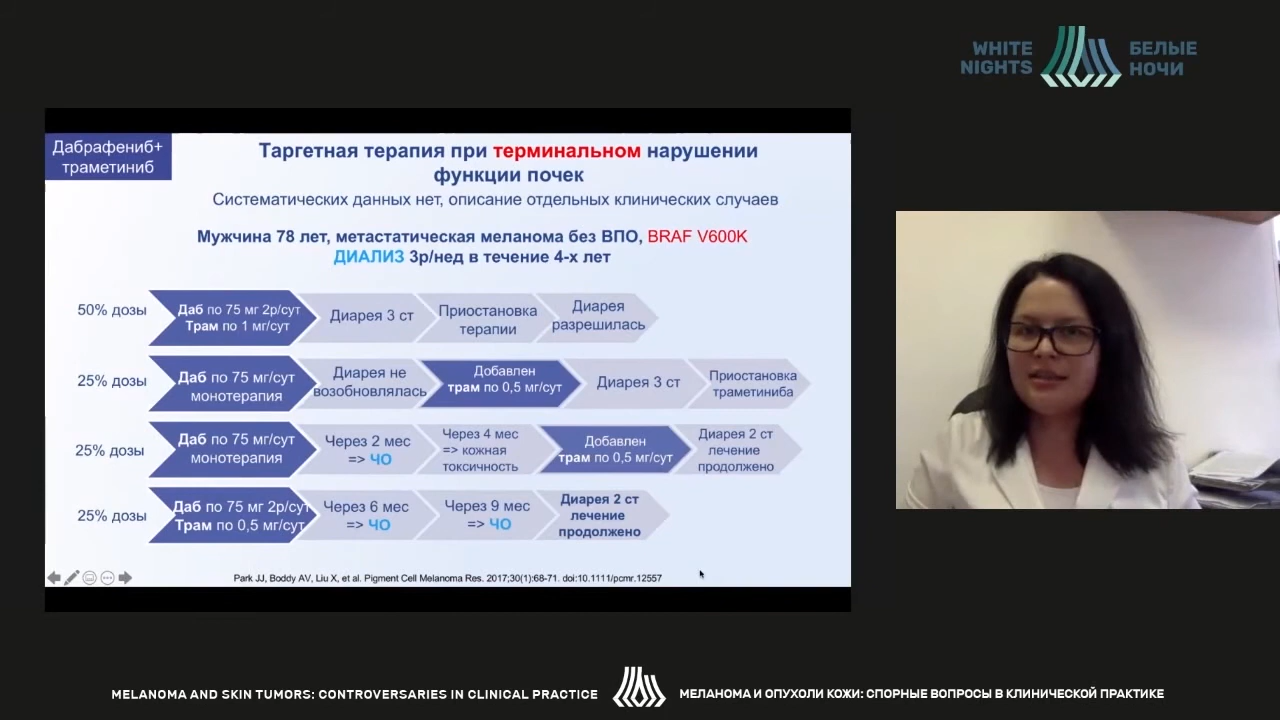 WHITE
NIGHTS
БЕЛЫЕ
НОЧИ
Дабрафениб+
траметиниб
Таргетная терапия при терминальном нарушении
функции почек
Систематических данных нет, описание отдельных клинических случаев
Мужчина 78 лет, метастатическая меланома без ВПО, BRAF V600K
ДИАЛИЗ 3р/нед в течение 4-х лет
50% дозы
Даб по 75 мг 2р/сут
Трам по 1 мг/сут
Диарея 3 ст
Приостановка
терапии
Диарея
разрешилась
25% дозы
Даб по 75 мг/сут
монотерапия
Диарея не
возобновлялась
Добавлен
трам по 0,5 мг/сут
Диарея 3 ст
Приостановка
траметиниба
25% дозы
Даб по 75 мг/сут
монотерапия
Через 2 мес
=> ЧО
Через 4 мес
=> кожная
токсичность
Добавлен
трам по 0,5 мг/сут
Диарея 2 ст
лечение
продолжено
25% дозы
Даб по 75 мг 2р/сут
Трам по 0,5 мг/сут
Через 6 мес
=> ЧО
Через 9 мес
=> ЧО
Диарея 2 ст
лечение
продолжено
Park JJ, Boddy AV, Liu X, et al. Pigment Cell Melanoma Res. 2017;30(1):68-71. doi:10.1111/pcmr.12557
MELANOMA AND SKIN TUMORS: CONTROVERSARIES IN CLINICAL PRACTICE
МЕЛАНОМА И ОПУХОЛИ КОЖИ: СПОРНЫЕ ВОПРОСЫ В КЛИНИЧЕСКОЙ ПРАКТИКЕ